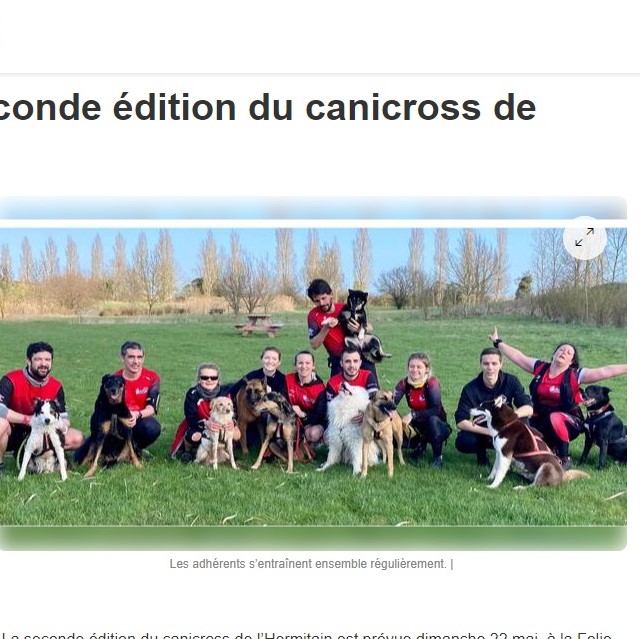 conde édition du canicross de
Les adhérents s'entraînent ensemble régulièrement. |
La seconde édition du canicross de l'Hermitain est prévue dimanche 22 mai, à la Folie